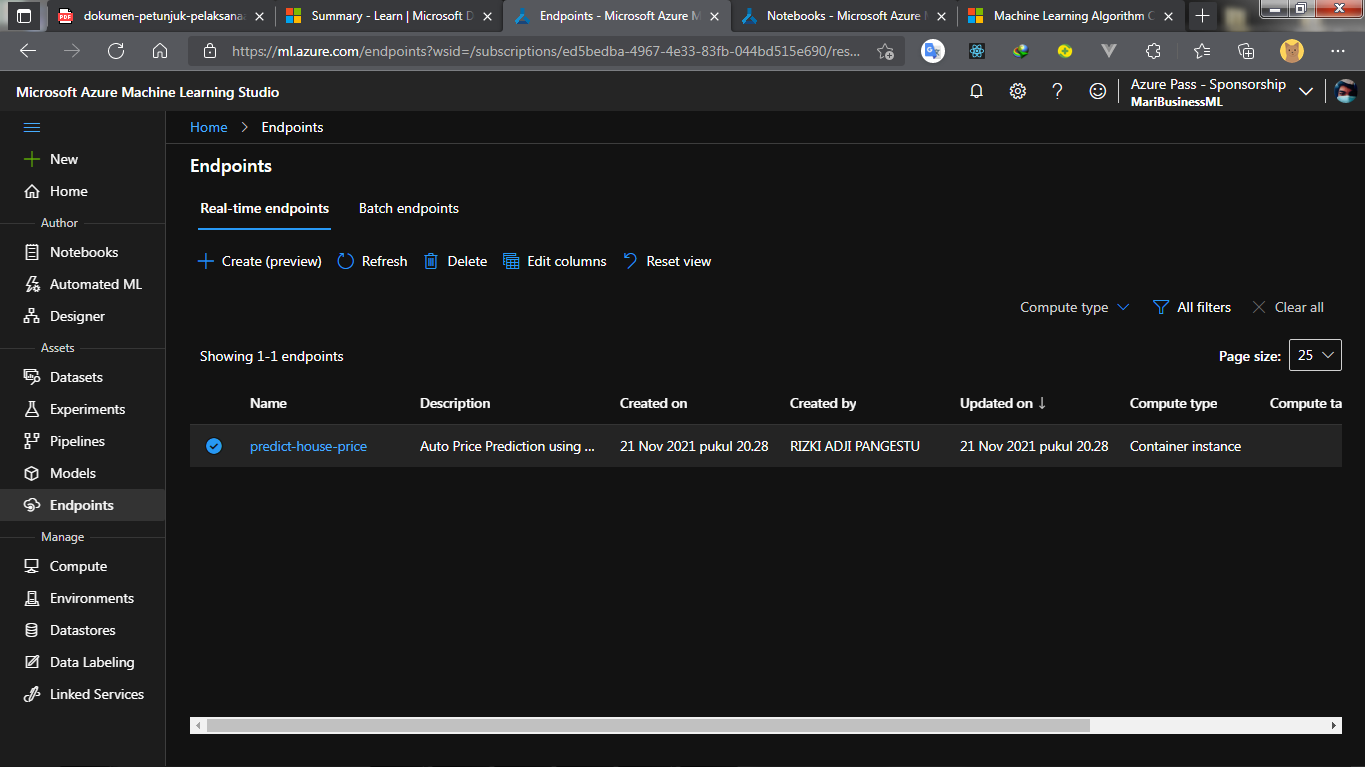 dokumen-petunjuk-pelaksana
Summary - Learn | Microsoft D
Endpoints - Microsoft Azure M
Notebooks - Microsoft Azure
Machine Learning Algorithm C
https://ml.azure.com/endpoints?wsid=/subscriptions/ed5bedba-4967-4e33-83fb-044bd515e690/res...
Microsoft Azure Machine Learning Studio
Azure Pass - Sponsorship
MariBusinessML
New
Home
Author
Notebooks
Automated ML
Designer
Assets
Datasets
Experiments
Pipelines
Models
Endpoints
Manage
Compute
Environments
Datastores
Data Labeling
Linked Services
Home > Endpoints
Endpoints
Real-time endpoints Batch endpoints
Create (preview) Refresh Delete Edit columns Reset view
Compute type All filters Clear all
Showing 1-1 endpoints Page size: 25
Name Description Created on Created by Updated on ↓ Compute type Compute ta
predict-house-price Auto Price Prediction using ... 21 Nov 2021 pukul 20.28 RIZKI ADJI PANGESTU 21 Nov 2021 pukul 20.28 Container instance